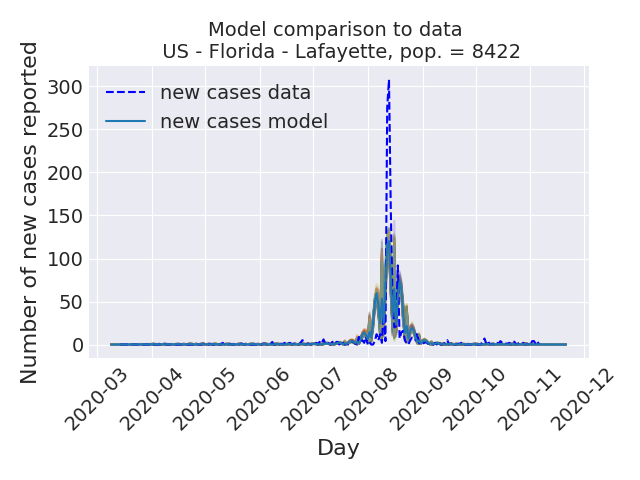 Model comparison to data
US - Florida - Lafayette, pop. = 8422
Number of new cases reported
300
250
200
150
100
50
0
new cases data
new cases model
2020-03
2020-04
2020-05
2020-06
2020-07
2020-08
2020-09
2020-10
2020-11
2020-12
Day